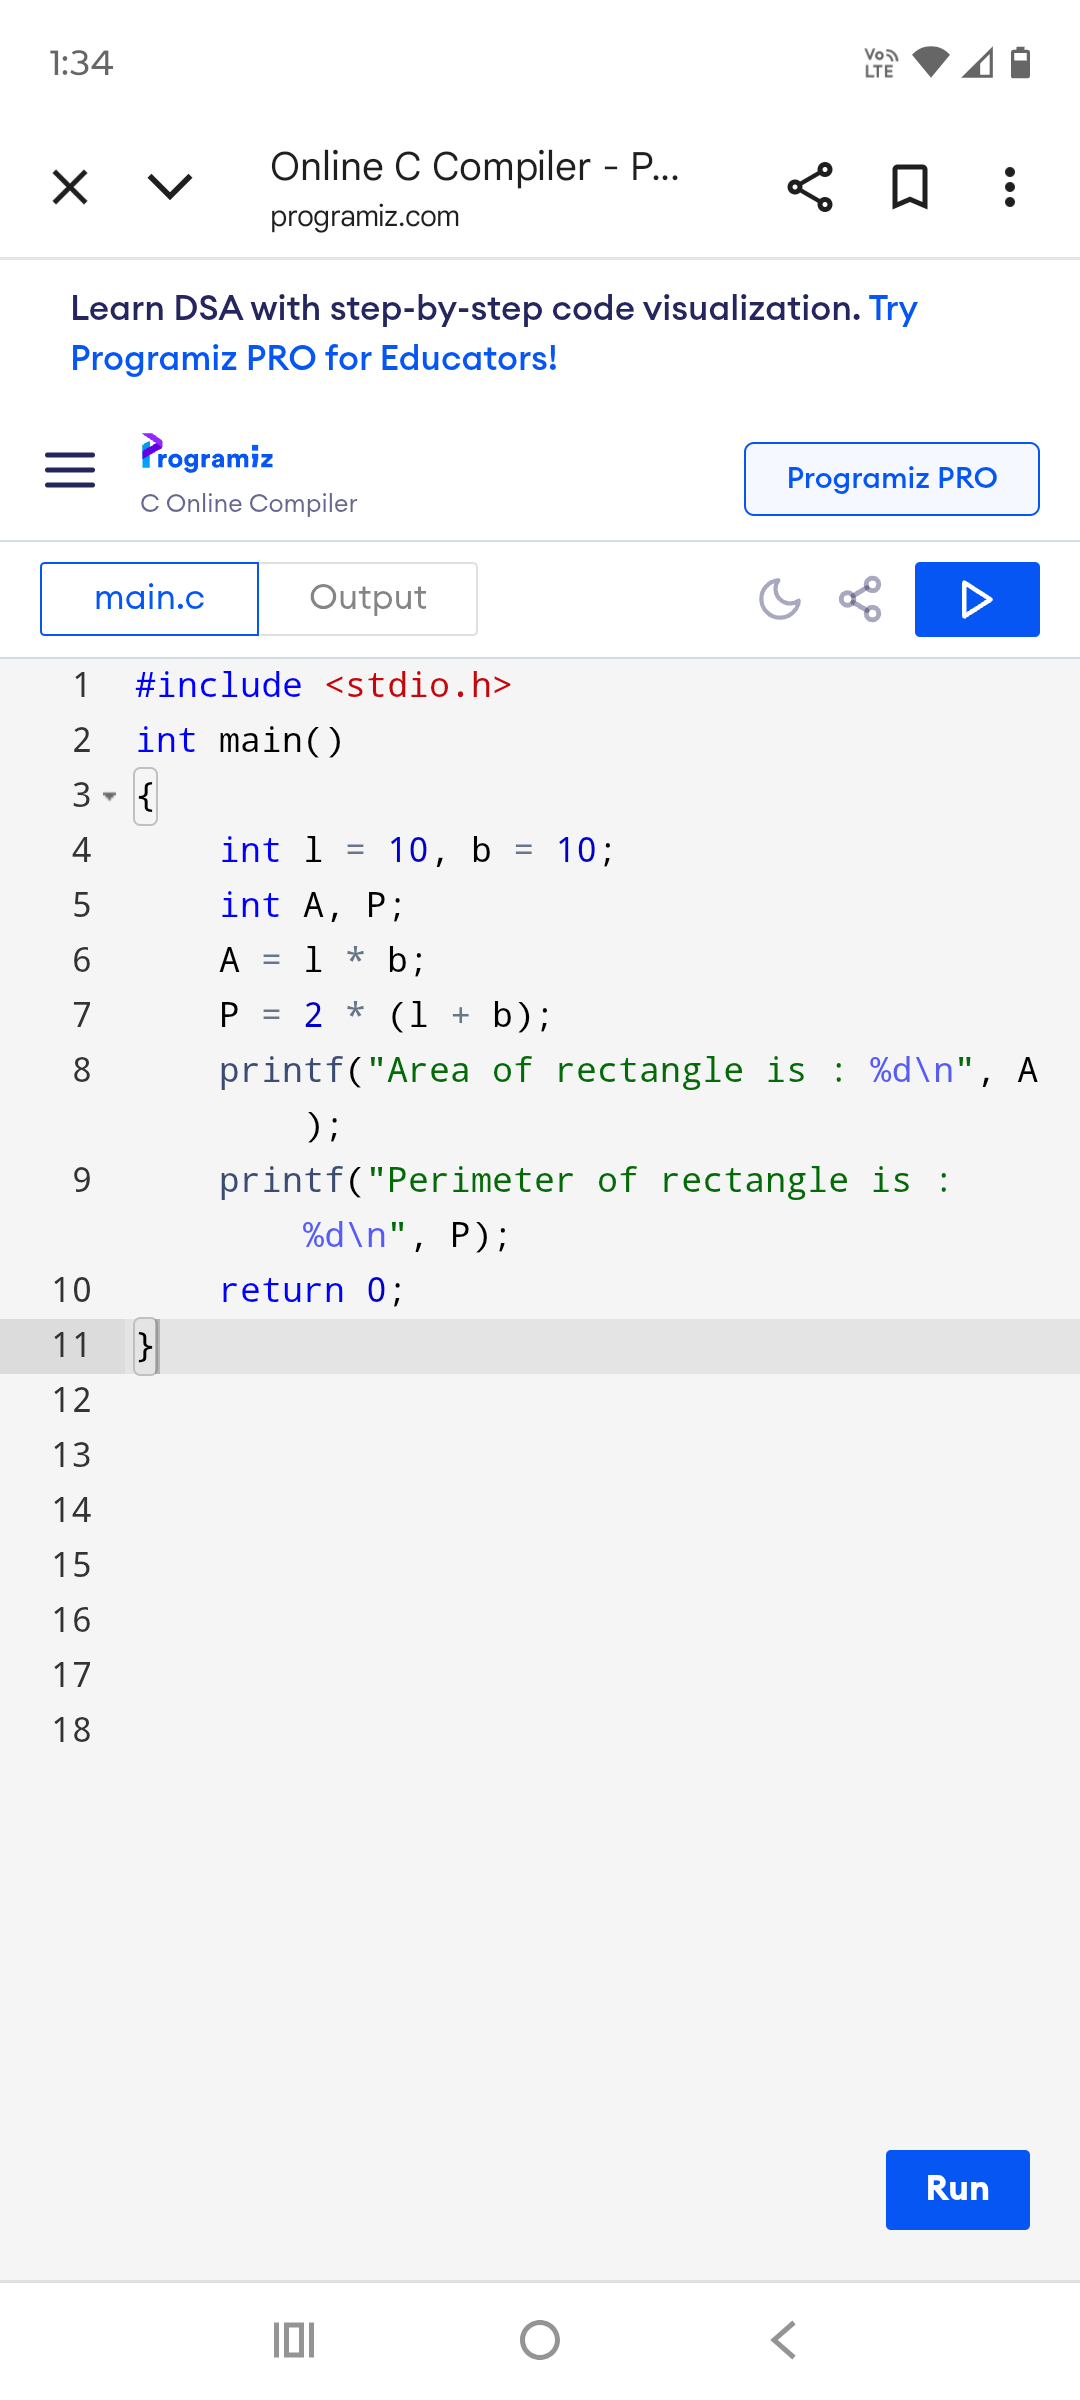 1:34
Vo LTE
Online C Compiler - P...
programiz.com
Learn DSA with step-by-step code visualization. Try
Programiz PRO for Educators!
Programiz
C Online Compiler
Programiz PRO
main.c
Output
1 #include <stdio.h>
2 int main()
3 {
4     int l = 10, b = 10;
5     int A, P;
6     A = l * b;
7     P = 2 * (l + b);
8     printf("Area of rectangle is : %d\n", A
        );
9     printf("Perimeter of rectangle is :
        %d\n", P);
10     return 0;
11 }
12
13
14
15
16
17
18
Run